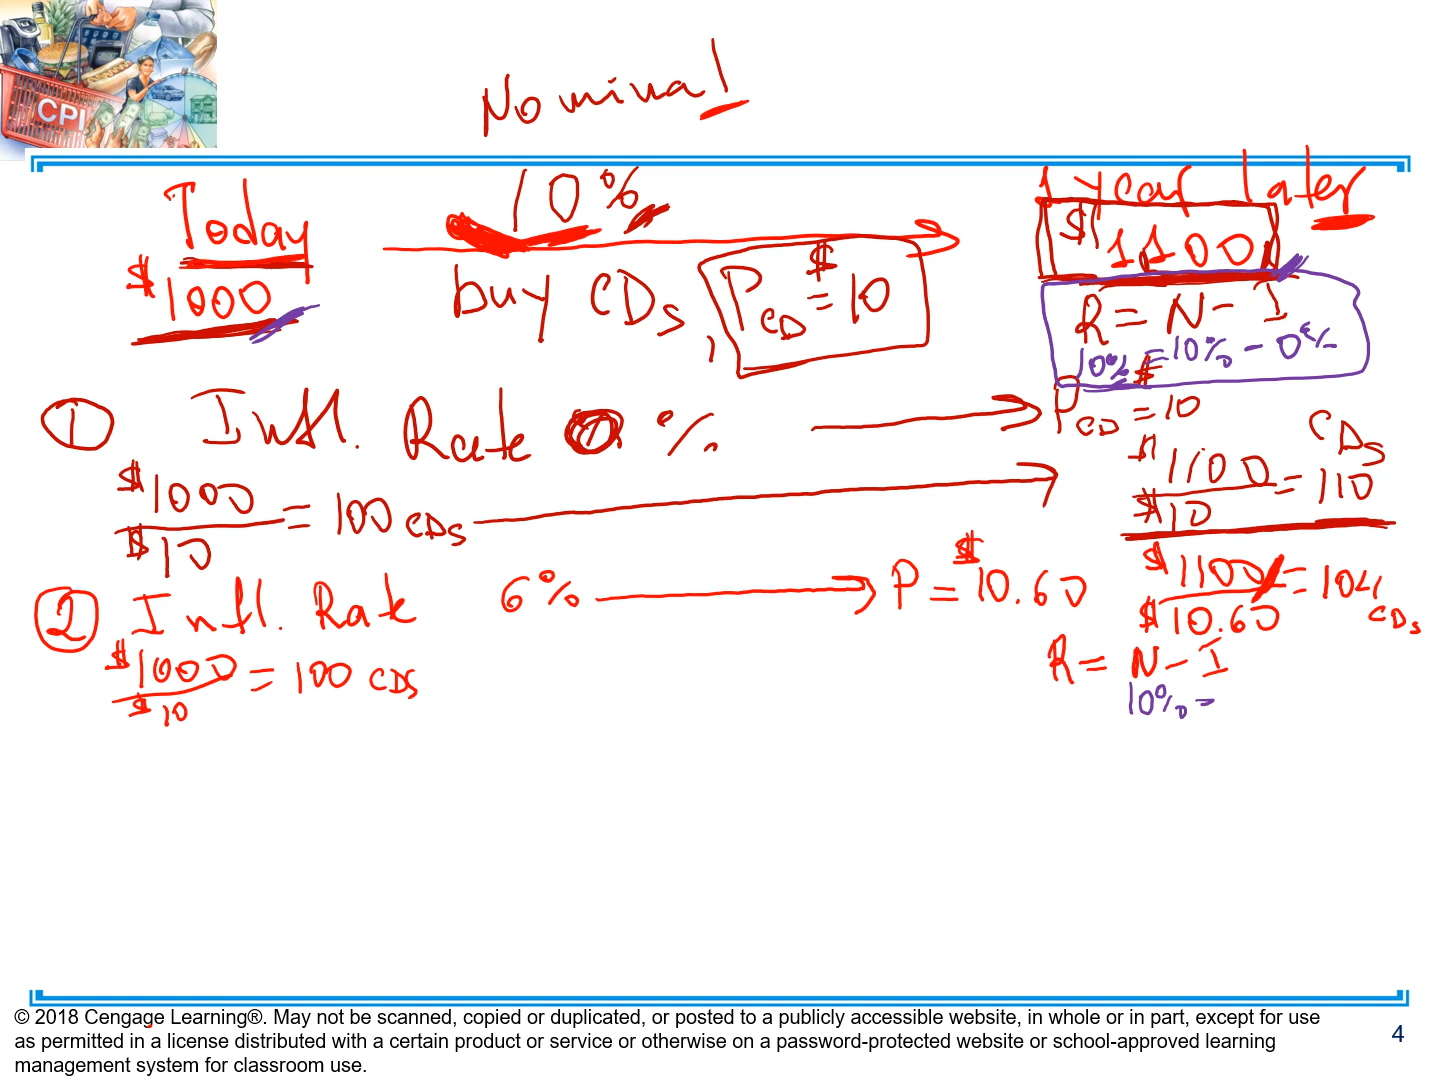 CPI
Nominal
Today
$1000
10%
buy CDs,
P CD = $10
1 year later
$1100
R = N - I
10% = 10% - 0%
1 Infl. Rate 0%
P CD = $10
$1000 / $10 = 100 CDs
$1100 / $10 = 110 CDs
2 Infl. Rate 6%
P = $10.60
$1100 / $10.60 = 104 CDs
$1000 / $10 = 100 CDs
R = N - I
10% -
© 2018 Cengage Learning®. May not be scanned, copied or duplicated, or posted to a publicly accessible website, in whole or in part, except for use
as permitted in a license distributed with a certain product or service or otherwise on a password-protected website or school-approved learning
management system for classroom use.
4